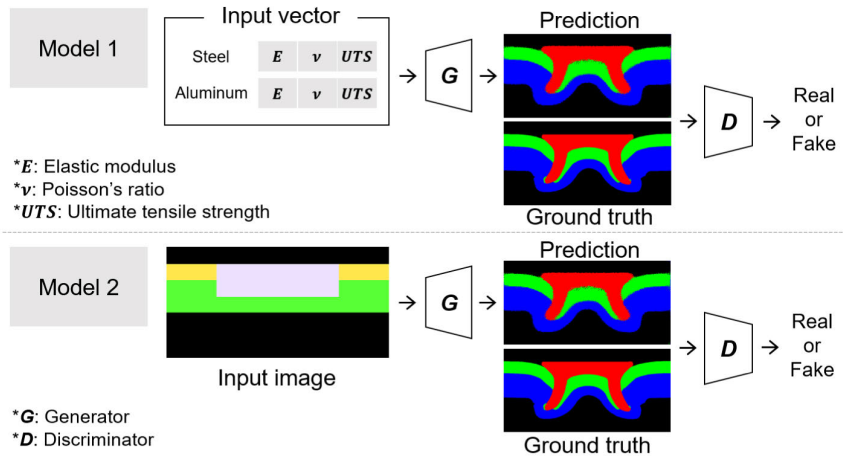 Model 1
Input vector
Steel E ν UTS
Aluminum E ν UTS
G
Prediction
Ground truth
D
Real
or
Fake
*E: Elastic modulus
*ν: Poisson's ratio
*UTS: Ultimate tensile strength
Model 2
Input image
G
Prediction
Ground truth
D
Real
or
Fake
*G: Generator
*D: Discriminator